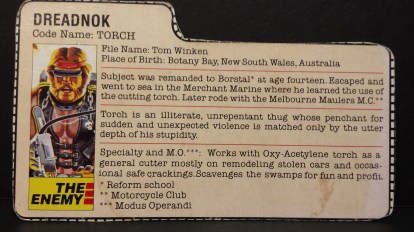 DREADNOK
Code Name: TORCH
File Name: Tom Winken
Place of Birth: Botany Bay, New South Wales, Australia
Subject was remanded to Borstal* at age fourteen. Escaped and
went to sea in the Merchant Marine where he learned the use of
the cutting torch. Later rode with the Melbourne Maulers M.C.**
Torch is an illiterate, unrepentant thug whose penchant for
sudden and unexpected violence is matched only by the utter
depth of his stupidity.
Specialty and M.O.***: Works with Oxy-Acetylene torch as a
general cutter mostly on remodeling stolen cars and occas-
ional safe crackings.Scavenges the swamps for fun and profit.
* Reform school
** Motorcycle Club
*** Modus Operandi
THE
ENEMY